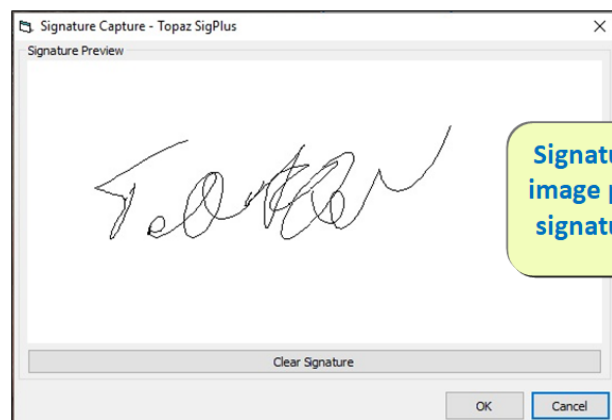 Signature Capture - Topaz SigPlus
Signature Preview
Signatu
image p
signatu
Clear Signature
OK
Cancel